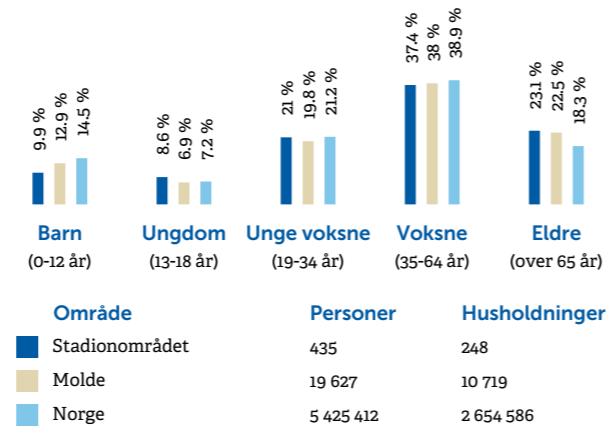 9.9 % 12.9 % 14.5 % 8.6 % 6.9 % 7.2 % 21 % 19.8 % 21.2 % 37.4 % 38 % 38.9 % 23.1 % 22.5 % 18.3 %
Barn Ungdom Unge voksne Voksne Eldre
(0-12 år) (13-18 år) (19-34 år) (35-64 år) (over 65 år)
Område Personer Husholdninger
Stadionområdet 435 248
Molde 19 627 10 719
Norge 5 425 412 2 654 586